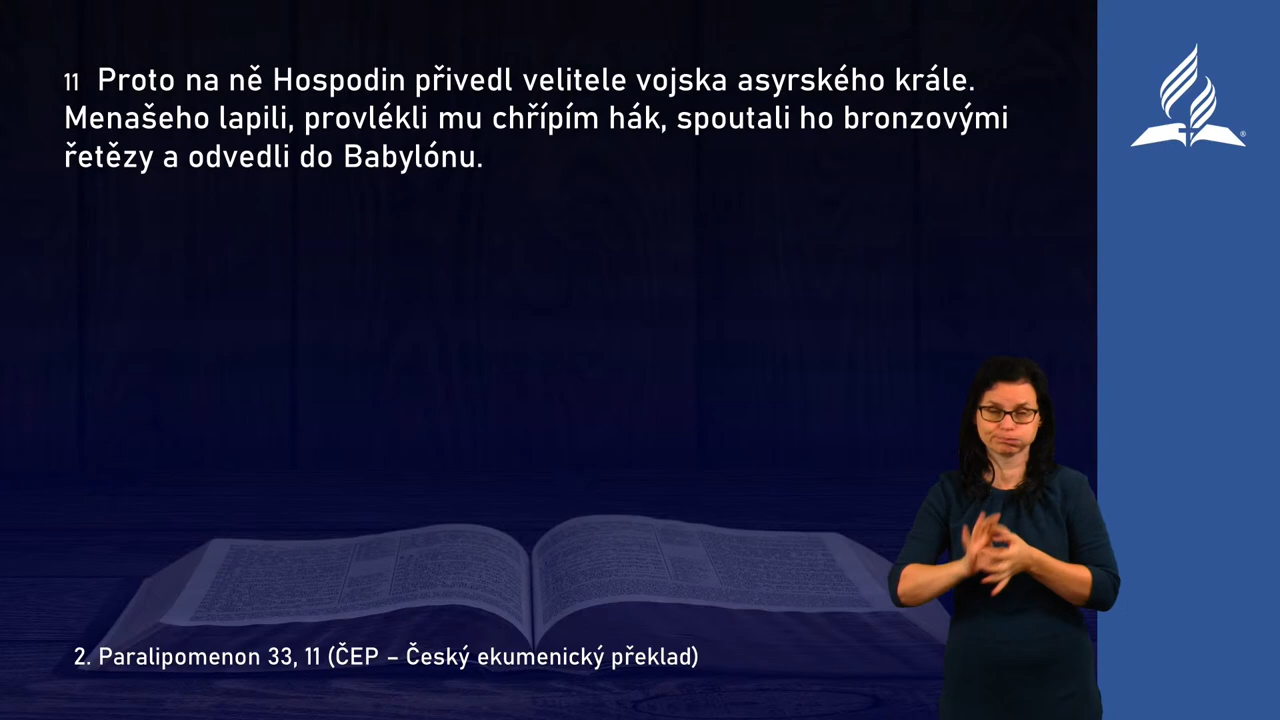 11 Proto na ně Hospodin přivedl velitele vojska asyrského krále.
Menašeho lapili, provlékli mu chřípím hák, spoutali ho bronzovými
řetězy a odvedli do Babylónu.
2. Paralipomenon 33, 11 (ČEP – Český ekumenický překlad)